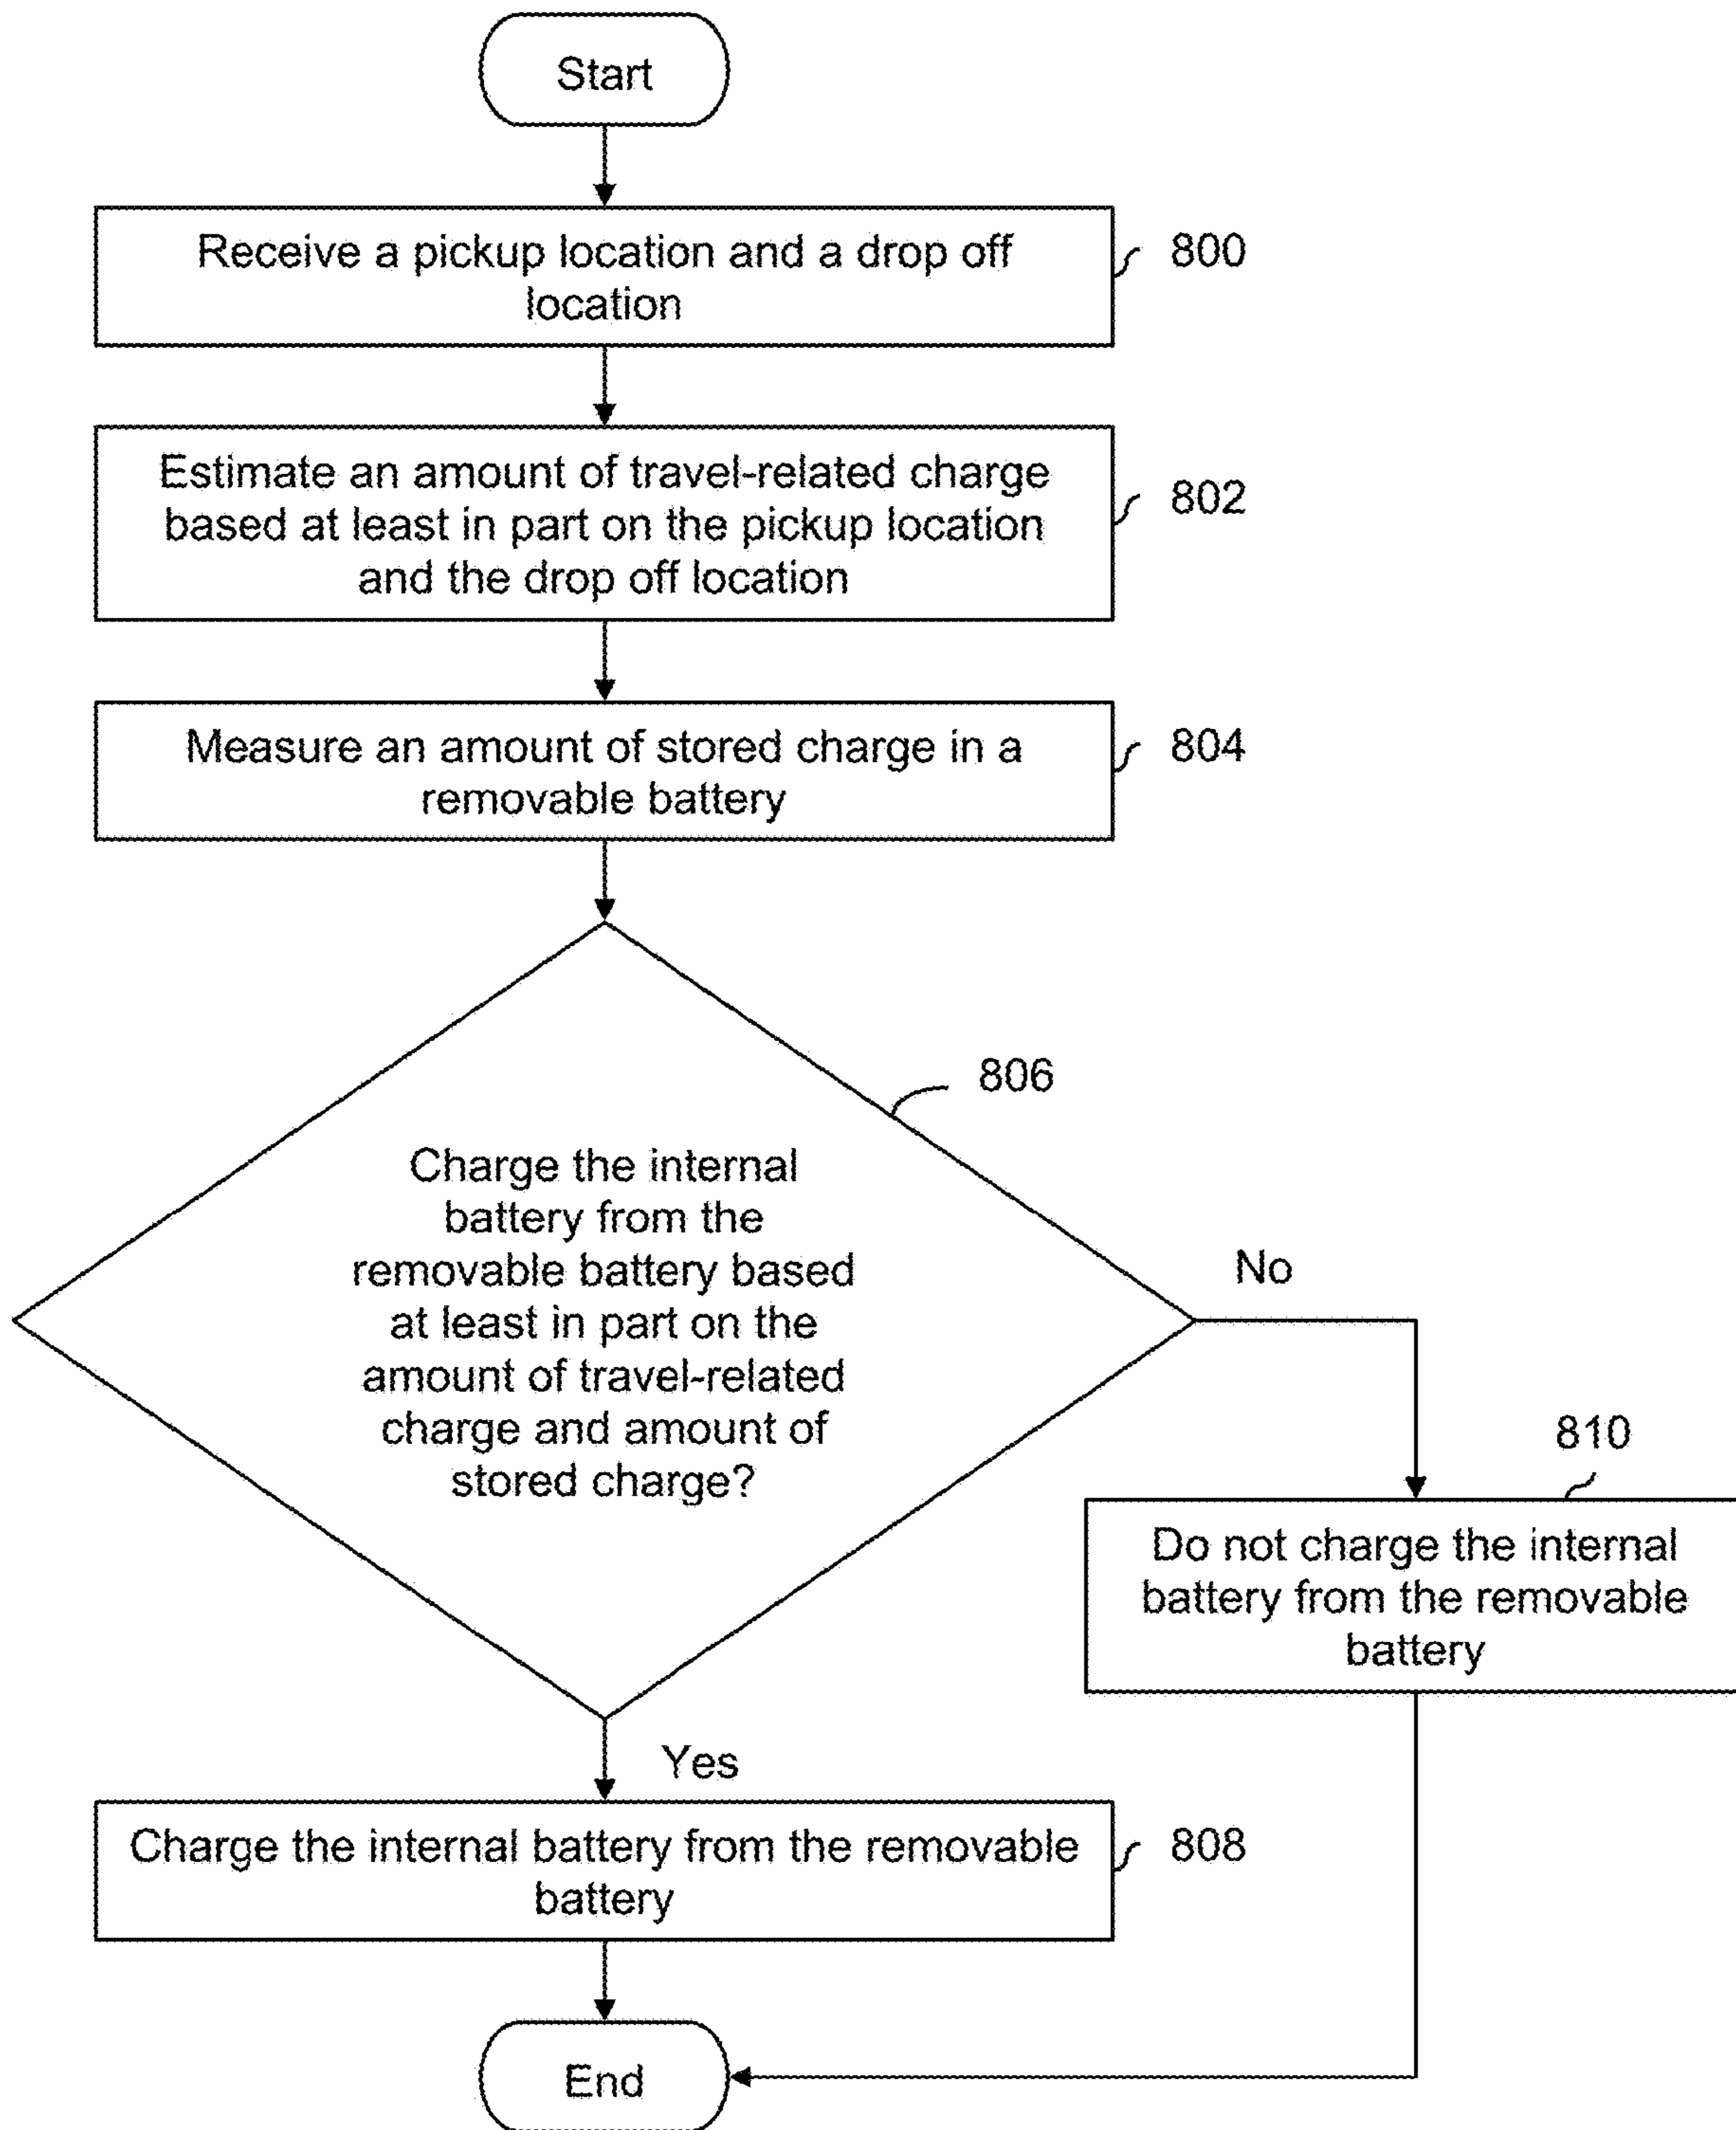 Start
Receive a pickup location and a drop off
location
800
Estimate an amount of travel-related charge
based at least in part on the pickup location
and the drop off location
802
Measure an amount of stored charge in a
removable battery
804
806
Charge the internal
battery from the
removable battery based
at least in part on the
amount of travel-related
charge and amount of
stored charge?
No
810
Do not charge the internal
battery from the removable
battery
Yes
Charge the internal battery from the removable
battery
808
End